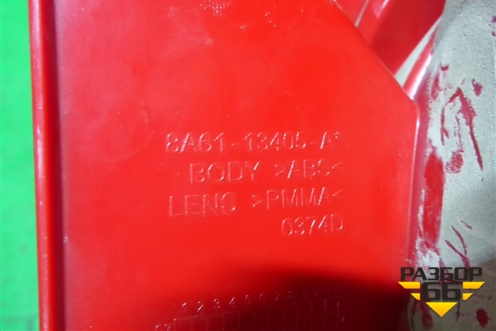 8A61-13405-A*
BODY >ABS<
LENS >PMMA<
0374D
РАЗБОР
66